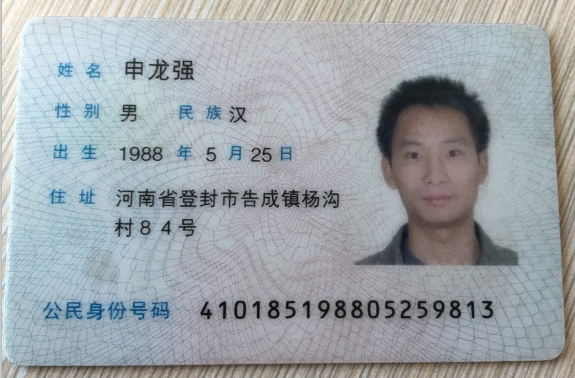 姓名 申龙强
性别 男 民族 汉
出生 1988 年 5 月 25 日
住址 河南省登封市告成镇杨沟
村84号
公民身份号码 410185198805259813